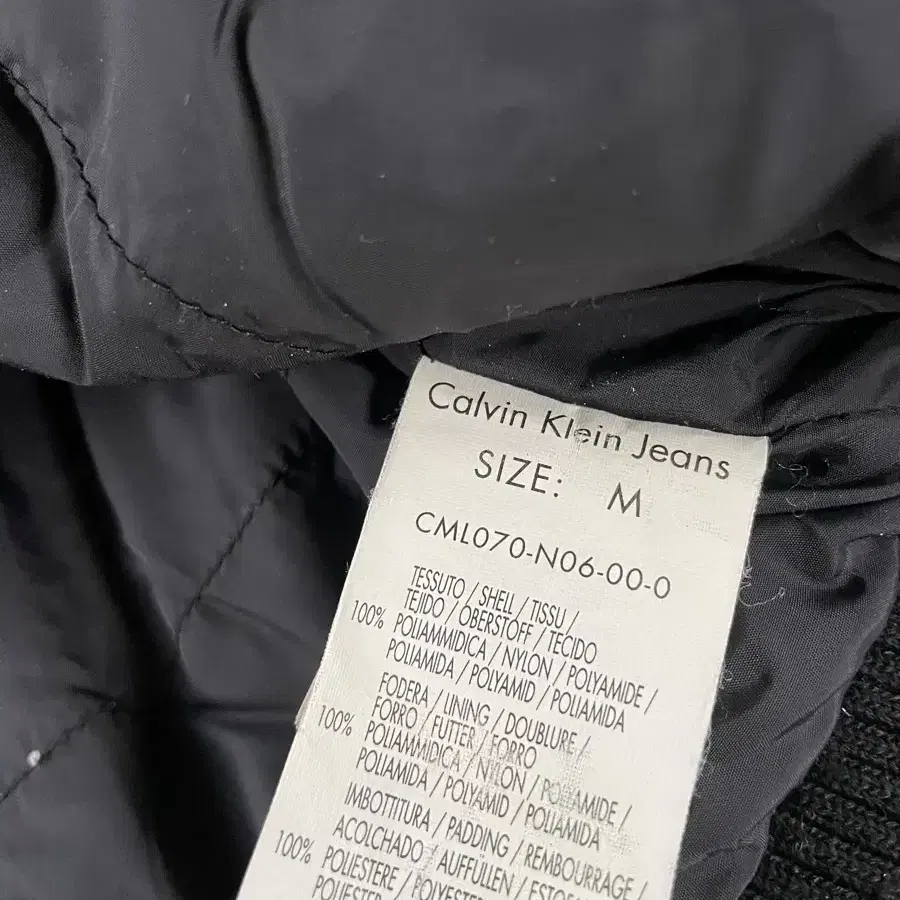 Calvin Klein Jeans
SIZE: M
CML070-N06-00-0
TESSUTO / SHELL / TISSU /
TEJIDO / OBERSTOFF / TECIDO
100% POLIAMMIDICA / NYLON / POLYAMIDE /
POLIAMIDA / POLYAMID / POLIAMIDA
FODERA / LINING / DOUBLURE /
FORRO / FUTTER / FORRO
100% POLIAMMIDICA / NYLON / POLYAMIDE /
POLIAMIDA / POLYAMID / POLIAMIDA
IMBOTTITURA / PADDING / REMBOURRAGE /
ACOLCHADO / AUFFÜLLEN /
100% POLIESTERE /